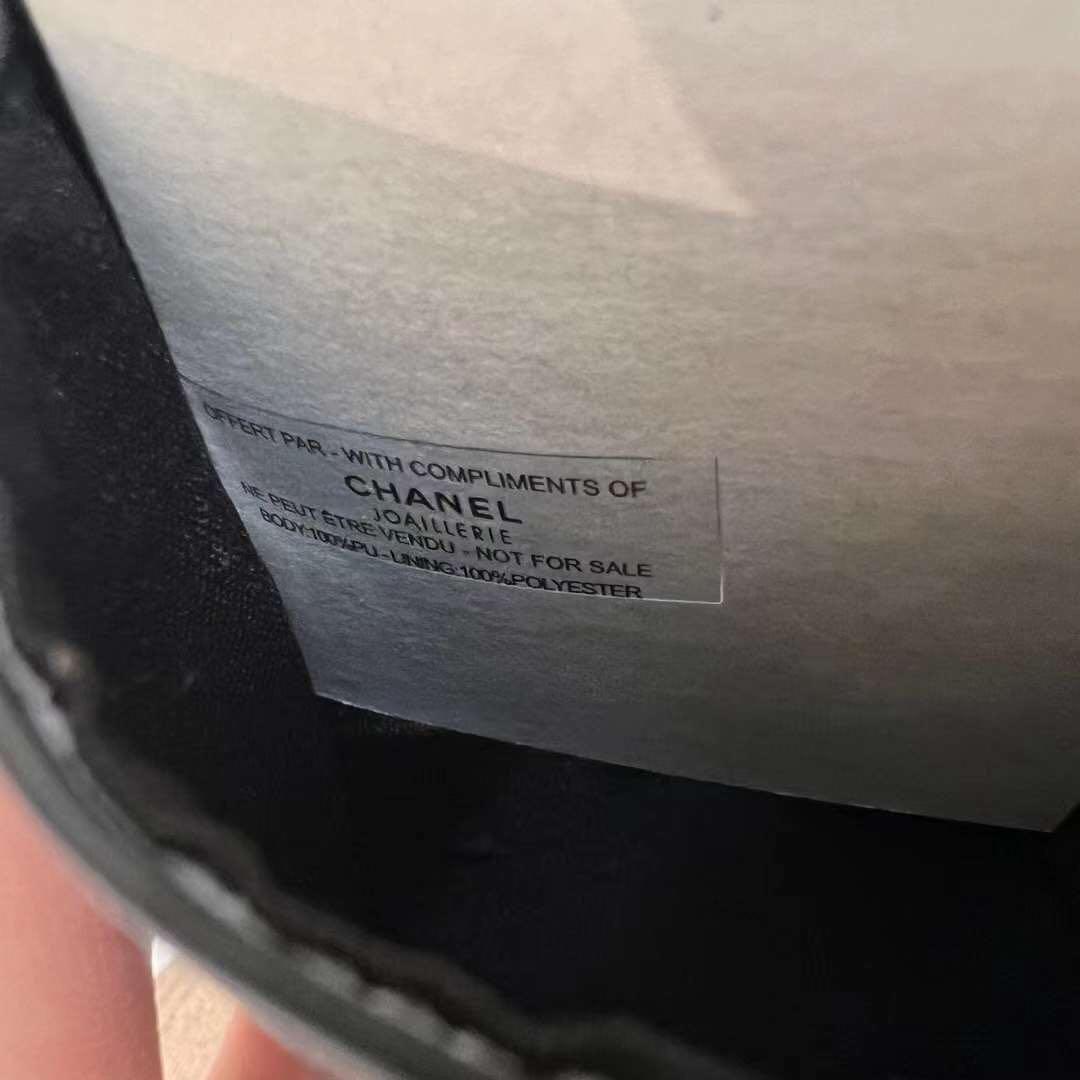 OFFERT PAR - WITH COMPLIMENTS OF
CHANEL
JOAILLERIE
NE PEUT ÊTRE VENDU - NOT FOR SALE
BODY:100%PU - LINING:100%POLYESTER